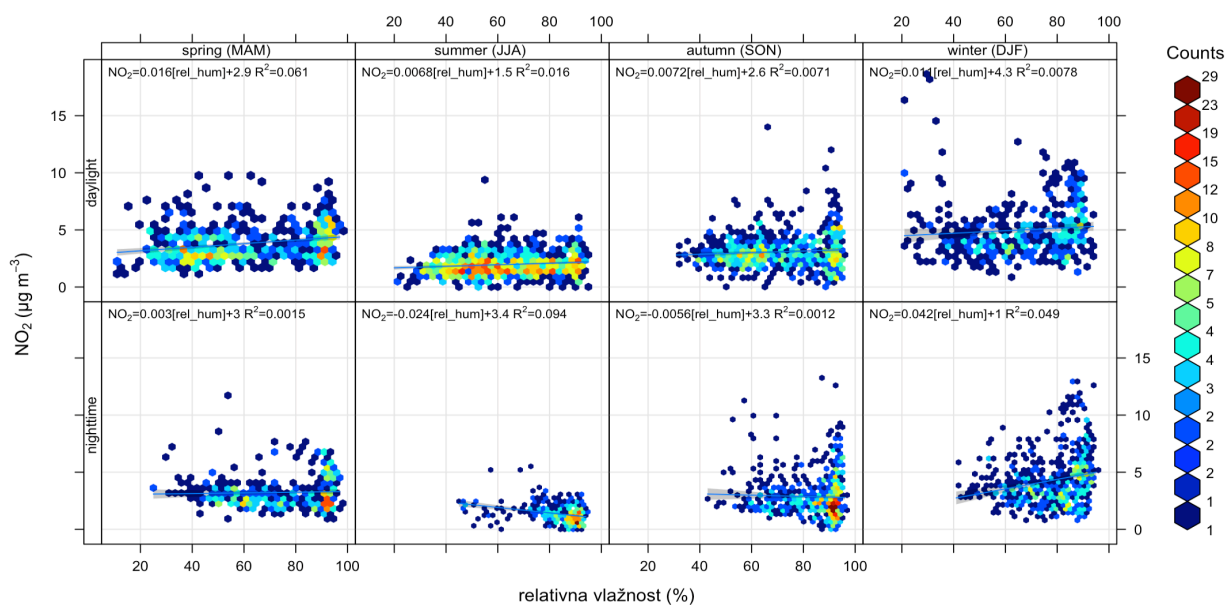 20 40 60 80 100 20 40 60 80 100
spring (MAM) summer (JJA) autumn (SON) winter (DJF)
Counts
NO2=0.016[rel_hum]+2.9 R2=0.061 NO2=0.0068[rel_hum]+1.5 R2=0.016 NO2=0.0072[rel_hum]+2.6 R2=0.0071 NO2=0.011[rel_hum]+4.3 R2=0.0078
15
10
5
0
daylight
NO2=0.003[rel_hum]+3 R2=0.0015 NO2=-0.024[rel_hum]+3.4 R2=0.094 NO2=-0.0056[rel_hum]+3.3 R2=0.0012 NO2=0.042[rel_hum]+1 R2=0.049
15
10
5
0
nighttime
NO2 (μg m−3)
20 40 60 80 100 20 40 60 80 100
relativna vlažnost (%)
29
23
19
15
12
10
8
7
5
4
4
3
2
2
2
1
1